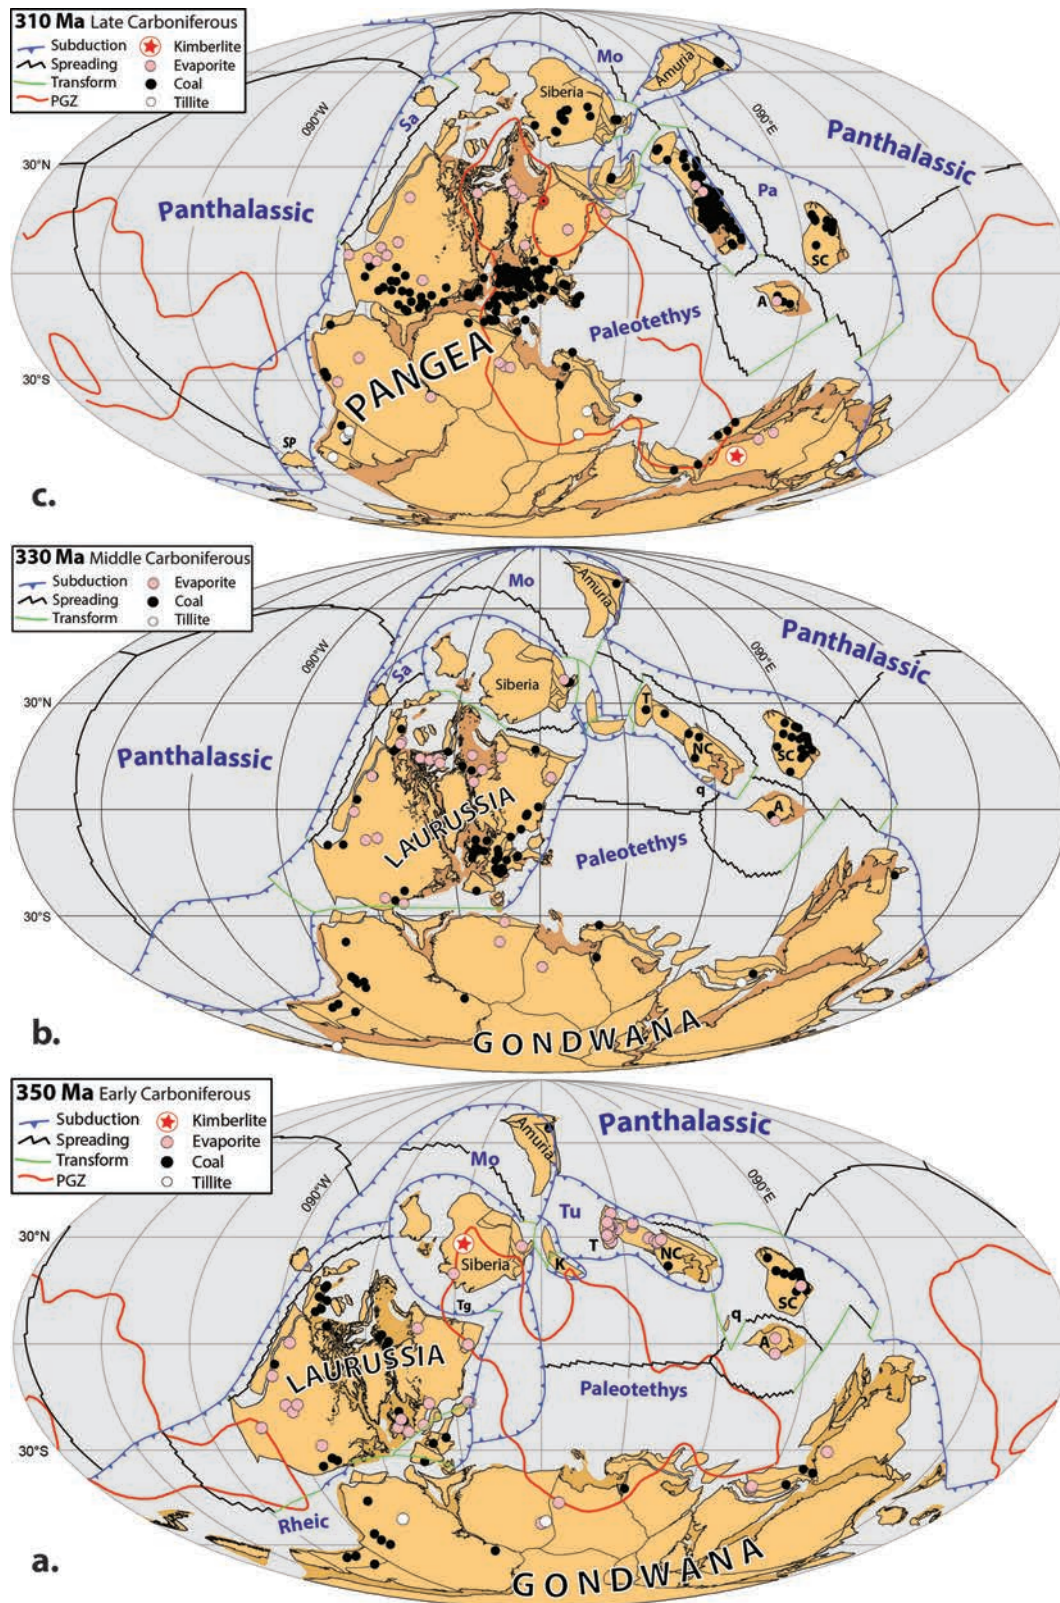 310 Ma Late Carboniferous
Subduction
Kimberlite
Spreading
Evaporite
Transform
Coal
PGZ
Tillite
Mo
Amuria
Siberia
090°W
090°E
Sa
30°N
Panthalassic
Panthalassic
Pa
SC
A
Paleotethys
PANGEA
30°S
SP
c.
330 Ma Middle Carboniferous
Subduction
Evaporite
Spreading
Coal
Transform
Tillite
Mo
Amuria
090°W
090°E
Panthalassic
Sa
Siberia
30°N
T
NC
SC
Panthalassic
q
A
LAURUSSIA
Paleotethys
30°S
GONDWANA
b.
350 Ma Early Carboniferous
Subduction
Kimberlite
Spreading
Evaporite
Transform
Coal
PGZ
Tillite
Panthalassic
Amuria
Mo
090°W
090°E
Tu
30°N
T
NC
Siberia
K
SC
Tg
q
A
LAURUSSIA
Paleotethys
30°S
Rheic
GONDWANA
a.